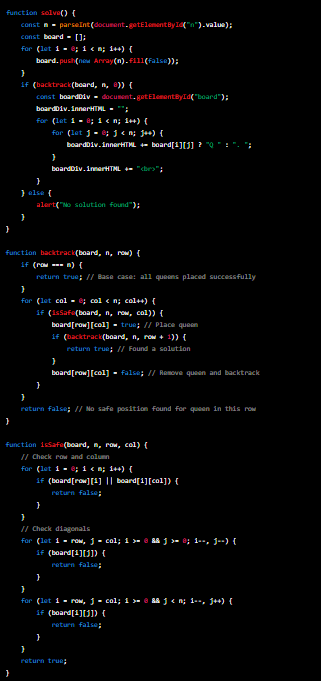 function solve() {
    const n = parseInt(document.getElementById("n").value);
    const board = [];
    for (let i = 0; i < n; i++) {
        board.push(new Array(n).fill(false));
    }
    if (backtrack(board, n, 0)) {
        const boardDiv = document.getElementById("board");
        boardDiv.innerHTML = "";
        for (let i = 0; i < n; i++) {
            for (let j = 0; j < n; j++) {
                boardDiv.innerHTML += board[i][j] ? "Q " : ". ";
            }
            boardDiv.innerHTML += "<br>";
        }
    } else {
        alert("No solution found");
    }
}
function backtrack(board, n, row) {
    if (row === n) {
        return true; // Base case: all queens placed successfully
    }
    for (let col = 0; col < n; col++) {
        if (isSafe(board, n, row, col)) {
            board[row][col] = true; // Place queen
            if (backtrack(board, n, row + 1)) {
                return true; // Found a solution
            }
            board[row][col] = false; // Remove queen and backtrack
        }
    }
    return false; // No safe position found for queen in this row
}
function isSafe(board, n, row, col) {
    // Check row and column
    for (let i = 0; i < n; i++) {
        if (board[row][i] || board[i][col]) {
            return false;
        }
    }
    // Check diagonals
    for (let i = row, j = col; i >= 0 && j >= 0; i--, j--) {
        if (board[i][j]) {
            return false;
        }
    }
    for (let i = row, j = col; i >= 0 && j < n; i--, j++) {
        if (board[i][j]) {
            return false;
        }
    }
    return true;
}